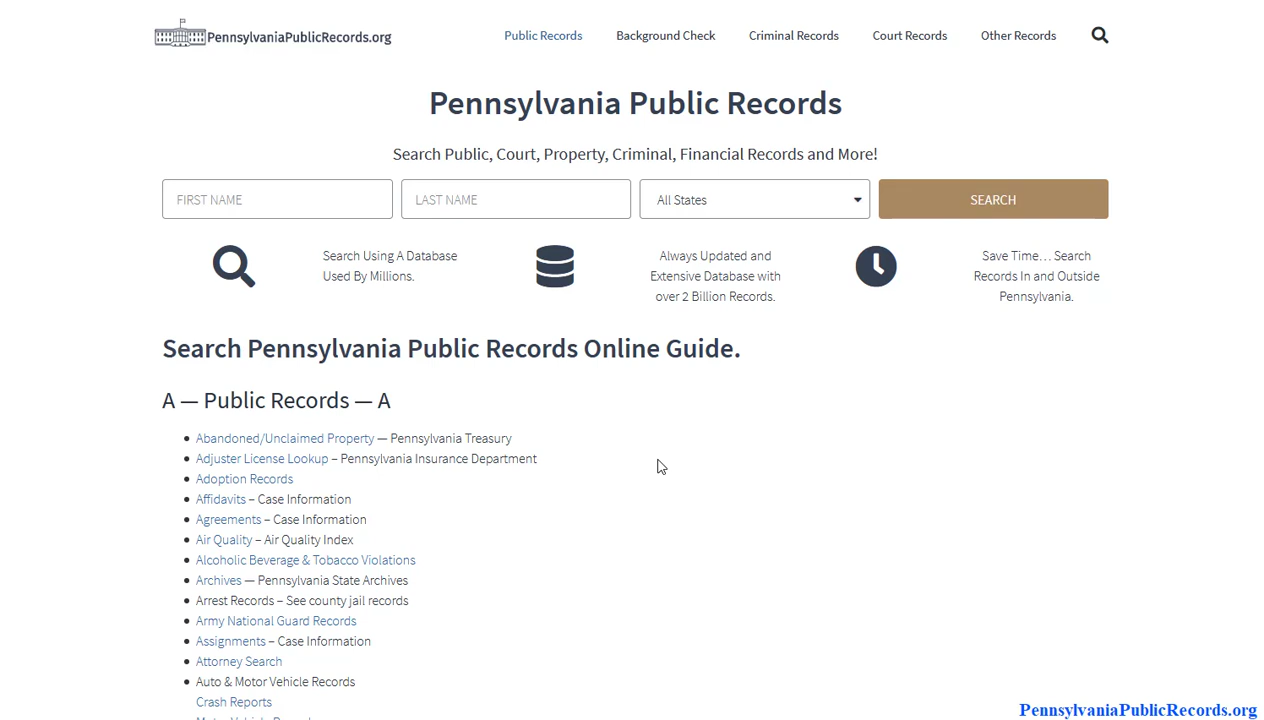 PennsylvaniaPublicRecords.org
Public Records
Background Check
Criminal Records
Court Records
Other Records
Pennsylvania Public Records
Search Public, Court, Property, Criminal, Financial Records and More!
FIRST NAME
LAST NAME
All States
SEARCH
Search Using A Database
Used By Millions.
Always Updated and
Extensive Database with
over 2 Billion Records.
Save Time… Search
Records In and Outside
Pennsylvania.
Search Pennsylvania Public Records Online Guide.
A — Public Records — A
Abandoned/Unclaimed Property — Pennsylvania Treasury
Adjuster License Lookup – Pennsylvania Insurance Department
Adoption Records
Affidavits – Case Information
Agreements – Case Information
Air Quality – Air Quality Index
Alcoholic Beverage & Tobacco Violations
Archives — Pennsylvania State Archives
Arrest Records – See county jail records
Army National Guard Records
Assignments – Case Information
Attorney Search
Auto & Motor Vehicle Records
Crash Reports
PennsylvaniaPublicRecords.org